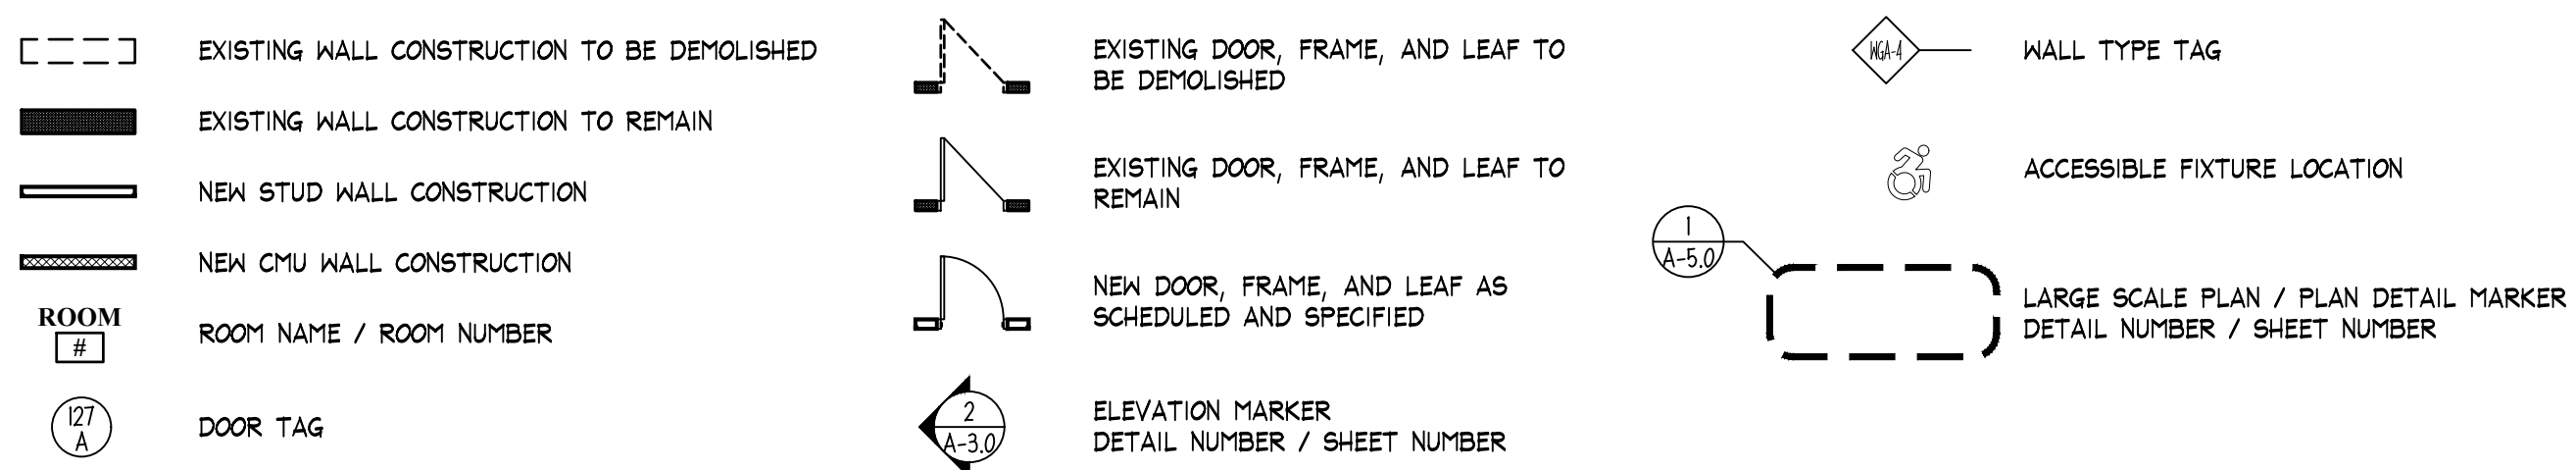 EXISTING WALL CONSTRUCTION TO BE DEMOLISHED
EXISTING WALL CONSTRUCTION TO REMAIN
NEW STUD WALL CONSTRUCTION
NEW CMU WALL CONSTRUCTION
ROOM
#
ROOM NAME / ROOM NUMBER
127
A
DOOR TAG
EXISTING DOOR, FRAME, AND LEAF TO
BE DEMOLISHED
EXISTING DOOR, FRAME, AND LEAF TO
REMAIN
NEW DOOR, FRAME, AND LEAF AS
SCHEDULED AND SPECIFIED
2
A-3.0
ELEVATION MARKER
DETAIL NUMBER / SHEET NUMBER
WGA-4
WALL TYPE TAG
ACCESSIBLE FIXTURE LOCATION
1
A-5.0
LARGE SCALE PLAN / PLAN DETAIL MARKER
DETAIL NUMBER / SHEET NUMBER